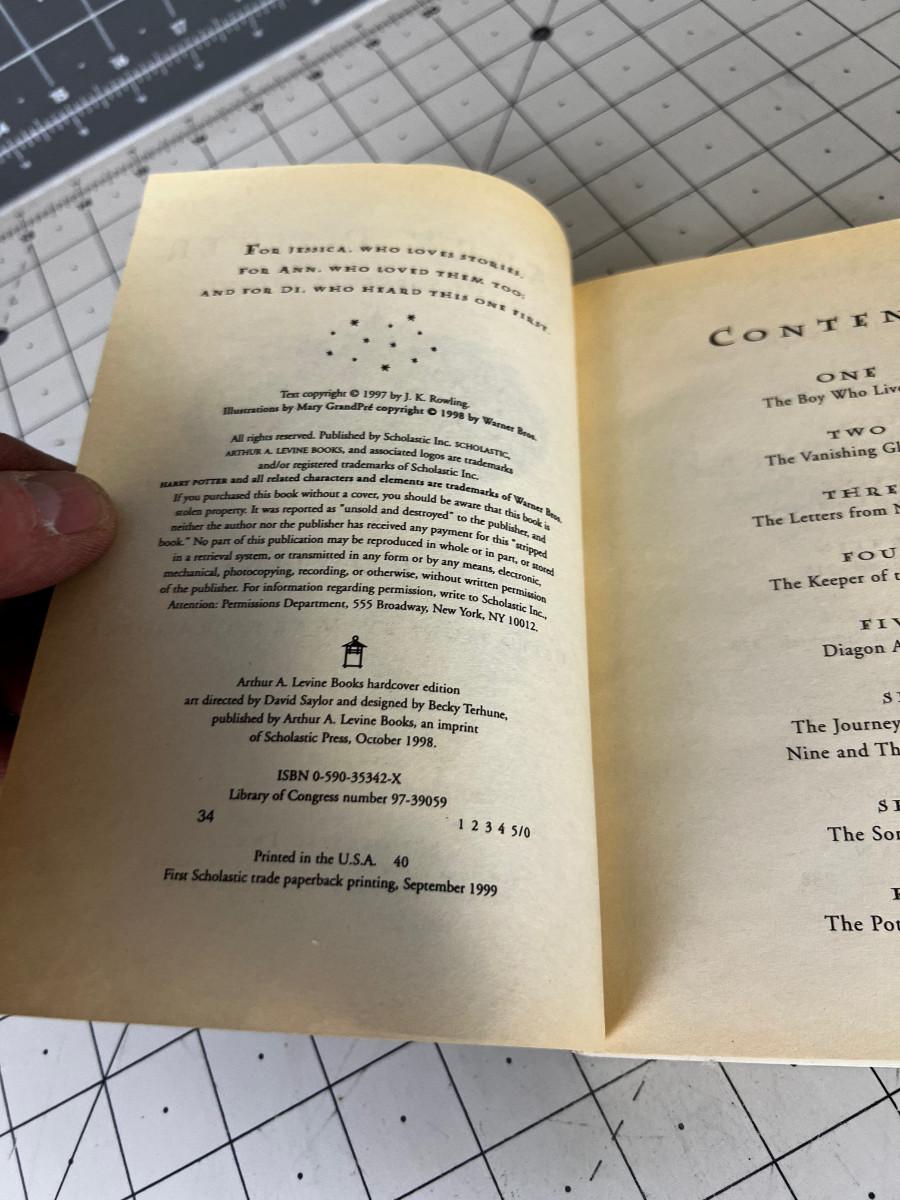 FOR JESSICA, WHO LOVES STORIES,
FOR ANN, WHO LOVED THEM TOO;
AND FOR DI, WHO HEARD THIS ONE FIRST.
Text copyright © 1997 by J. K. Rowling.
Illustrations by Mary GrandPré copyright © 1998 by Warner Bros.
All rights reserved. Published by Scholastic Inc. SCHOLASTIC,
ARTHUR A. LEVINE BOOKS, and associated logos are trademarks
and/or registered trademarks of Scholastic Inc.
HARRY POTTER and all related characters and elements are trademarks of Warner Bros.
If you purchased this book without a cover, you should be aware that this book is
stolen property. It was reported as "unsold and destroyed" to the publisher, and
neither the author nor the publisher has received any payment for this "stripped
book." No part of this publication may be reproduced in whole or in part, or stored
in a retrieval system, or transmitted in any form or by any means, electronic,
mechanical, photocopying, recording, or otherwise, without written permission
of the publisher. For information regarding permission, write to Scholastic Inc.,
Attention: Permissions Department, 555 Broadway, New York, NY 10012.
Arthur A. Levine Books hardcover edition
art directed by David Saylor and designed by Becky Terhune,
published by Arthur A. Levine Books, an imprint
of Scholastic Press, October 1998.
ISBN 0-590-35342-X
Library of Congress number 97-39059
34 1 2 3 4 5/0
Printed in the U.S.A. 40
First Scholastic trade paperback printing, September 1999
CONTEN
ONE
The Boy Who Live
TWO
The Vanishing Gl
THRE
The Letters from N
FOU
The Keeper of t
FIV
Diagon A
S
The Journey
Nine and Th
SE
The Sor
The Pot
15
16
17